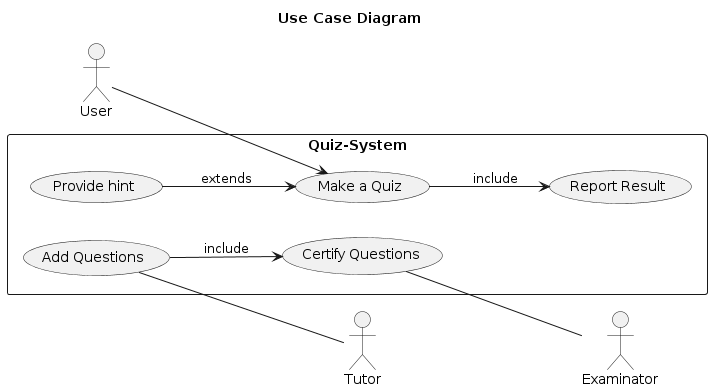 Use Case Diagram
User
Quiz-System
Provide hint
extends
Make a Quiz
include
Report Result
Add Questions
include
Certify Questions
Tutor
Examinator